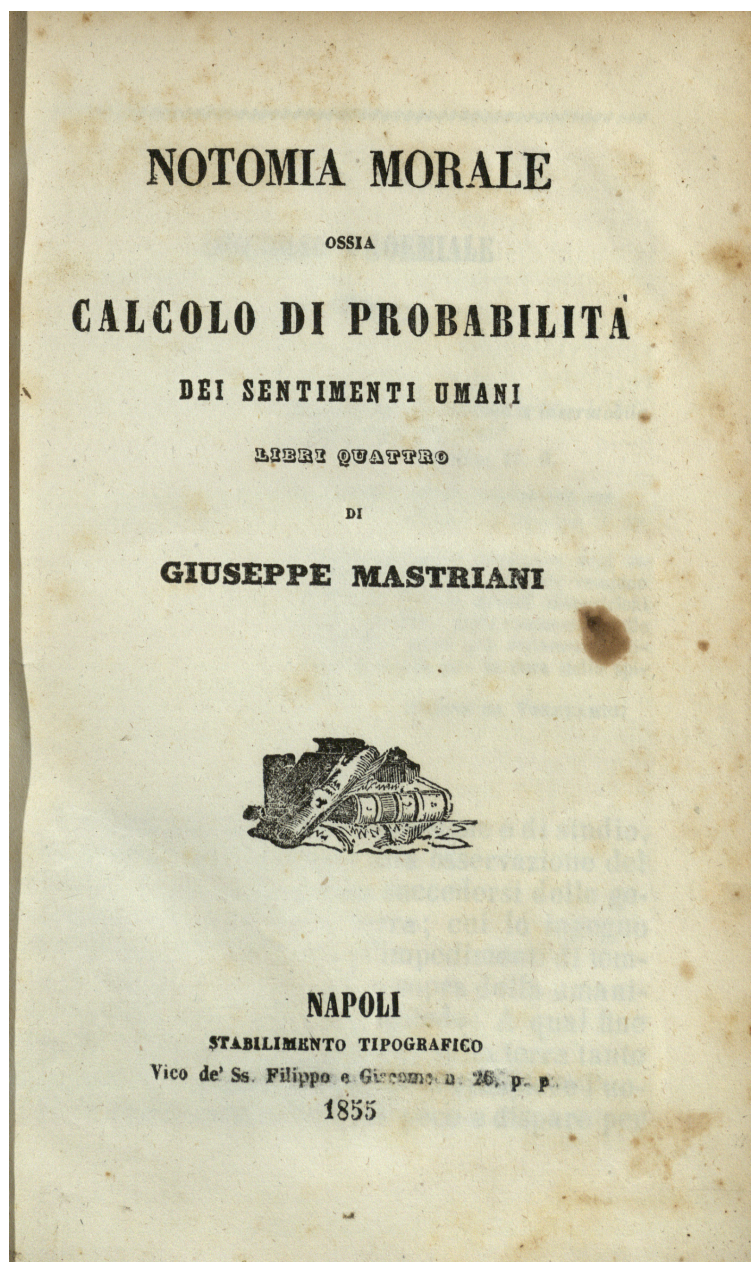 NOTOMIA MORALE
OSSIA
CALCOLO DI PROBABILITÀ
DEI SENTIMENTI UMANI
LIBRI QUATTRO
DI
GIUSEPPE MASTRIANI
NAPOLI
STABILIMENTO TIPOGRAFICO
Vico de' Ss. Filippo e Giacomo n. 26, p. p.
1855